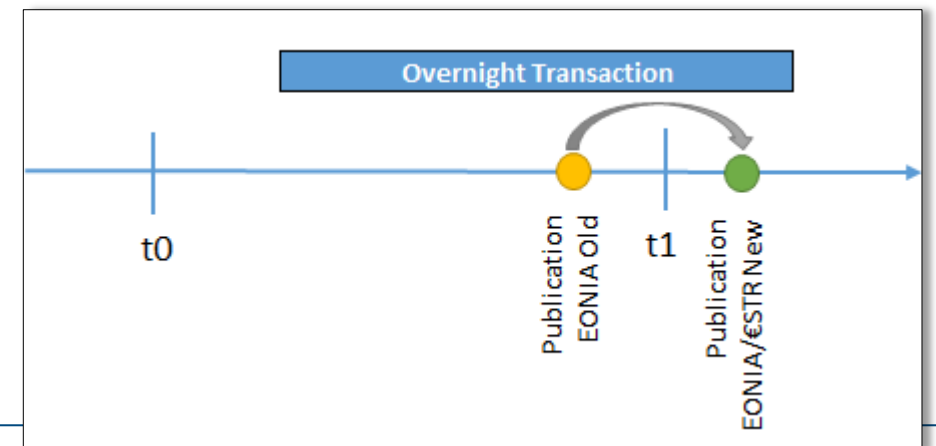 Overnight Transaction
t0
Publication
EONIA Old
t1
Publication
EONIA/€STR New